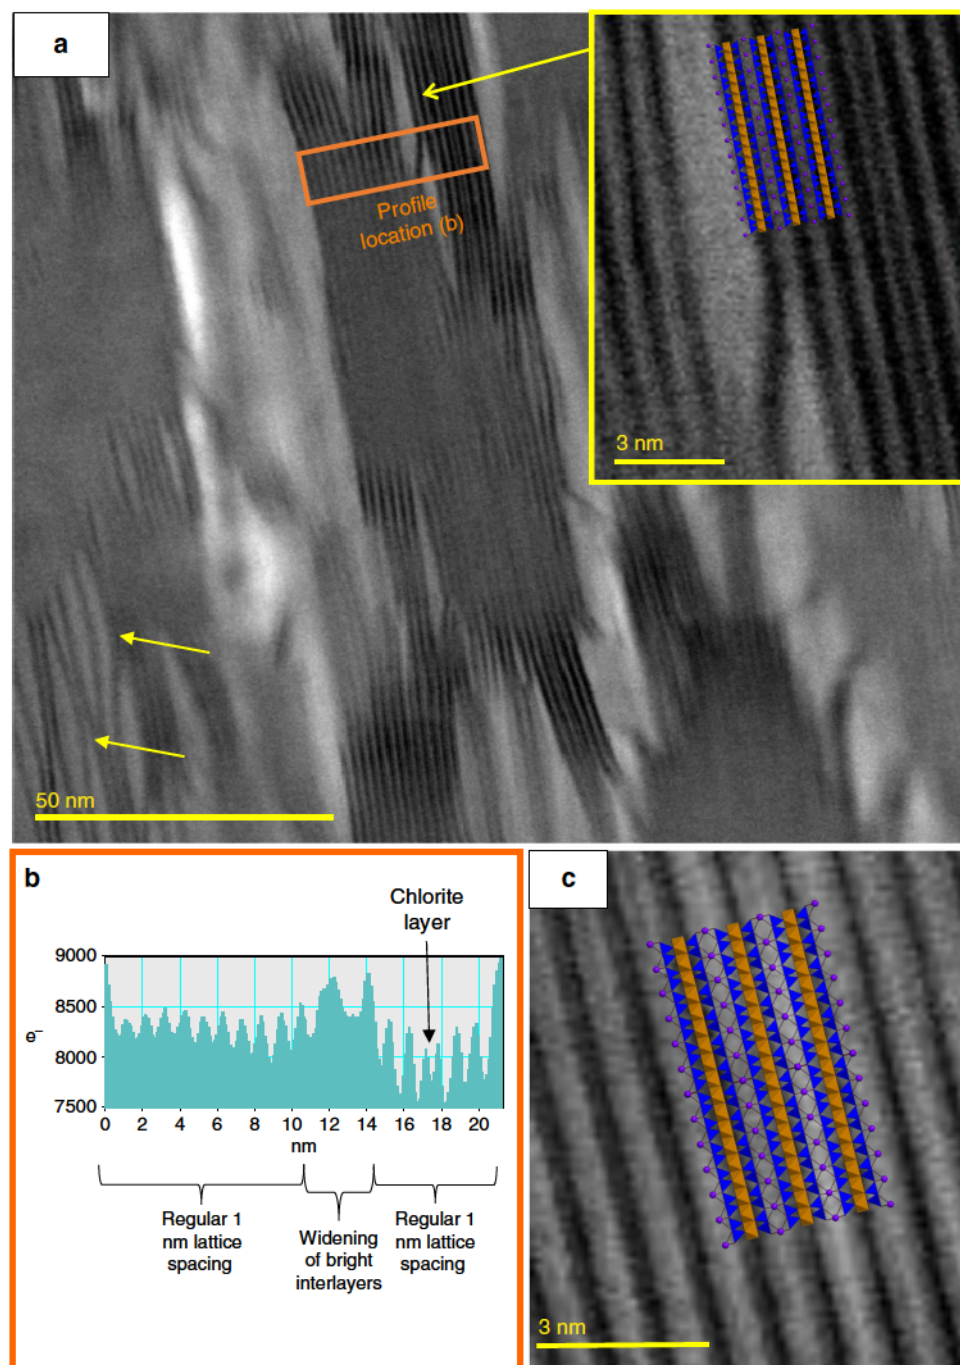 a
Profile
location (b)
3 nm
50 nm
b
Chlorite
layer
9000
8500
e⁻
8000
7500
0 2 4 6 8 10 12 14 16 18 20
nm
Regular 1
nm lattice
spacing
Widening
of bright
interlayers
Regular 1
nm lattice
spacing
c
3 nm